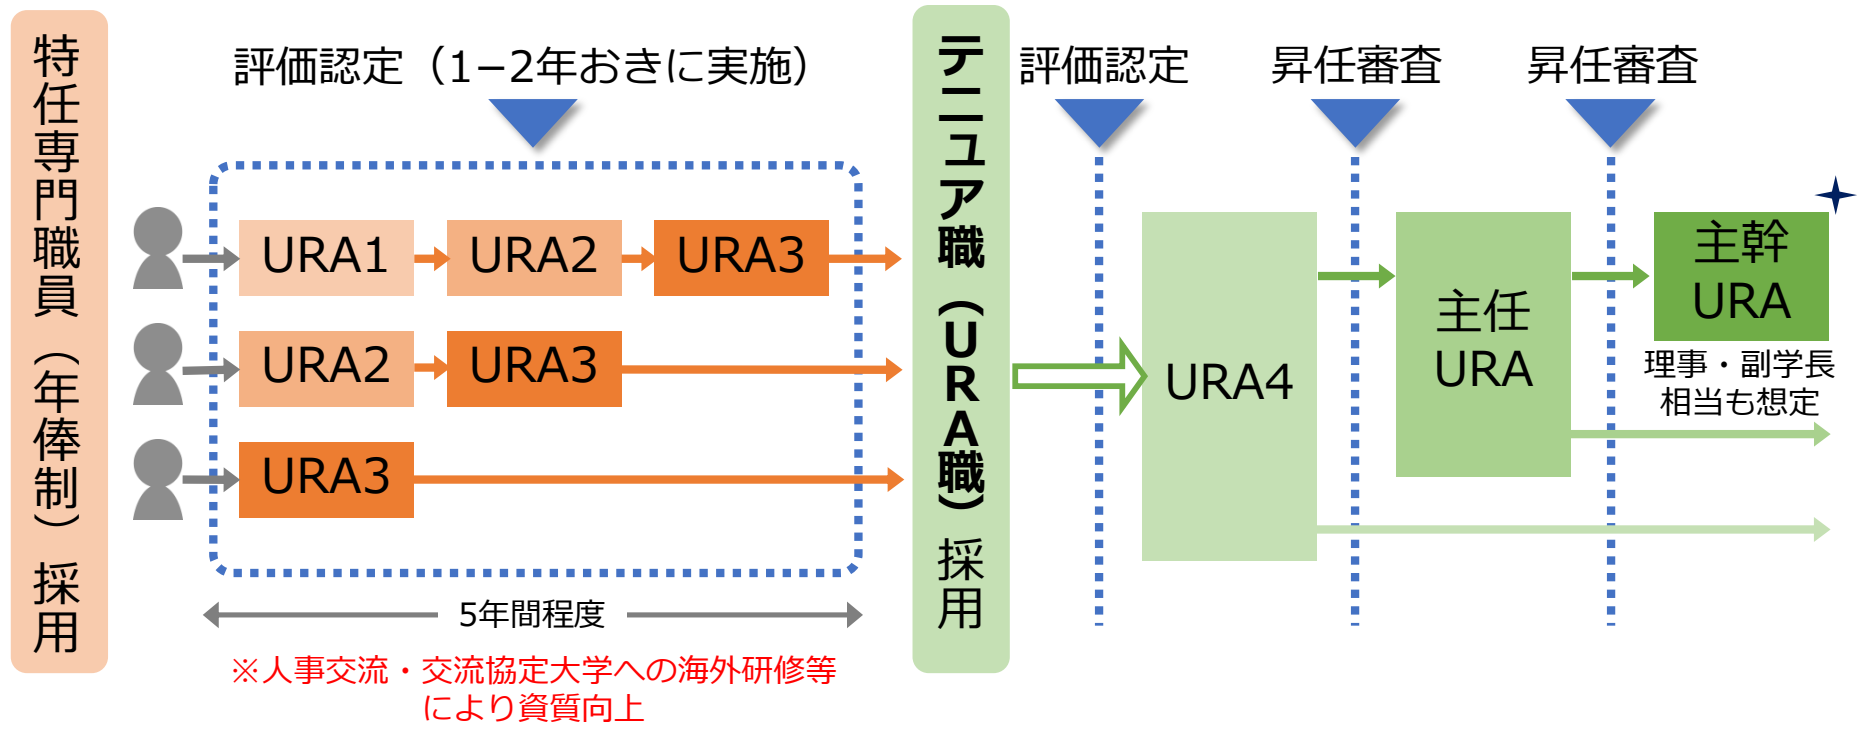 特任専門職員（年俸制）採用
評価認定（1−2年おきに実施）
URA1
URA2
URA3
URA2
URA3
URA3
5年間程度
※人事交流・交流協定大学への海外研修等
により資質向上
テニュア職（URA職）採用
評価認定
昇任審査
昇任審査
URA4
主任
URA
主幹
URA
理事・副学長
相当も想定